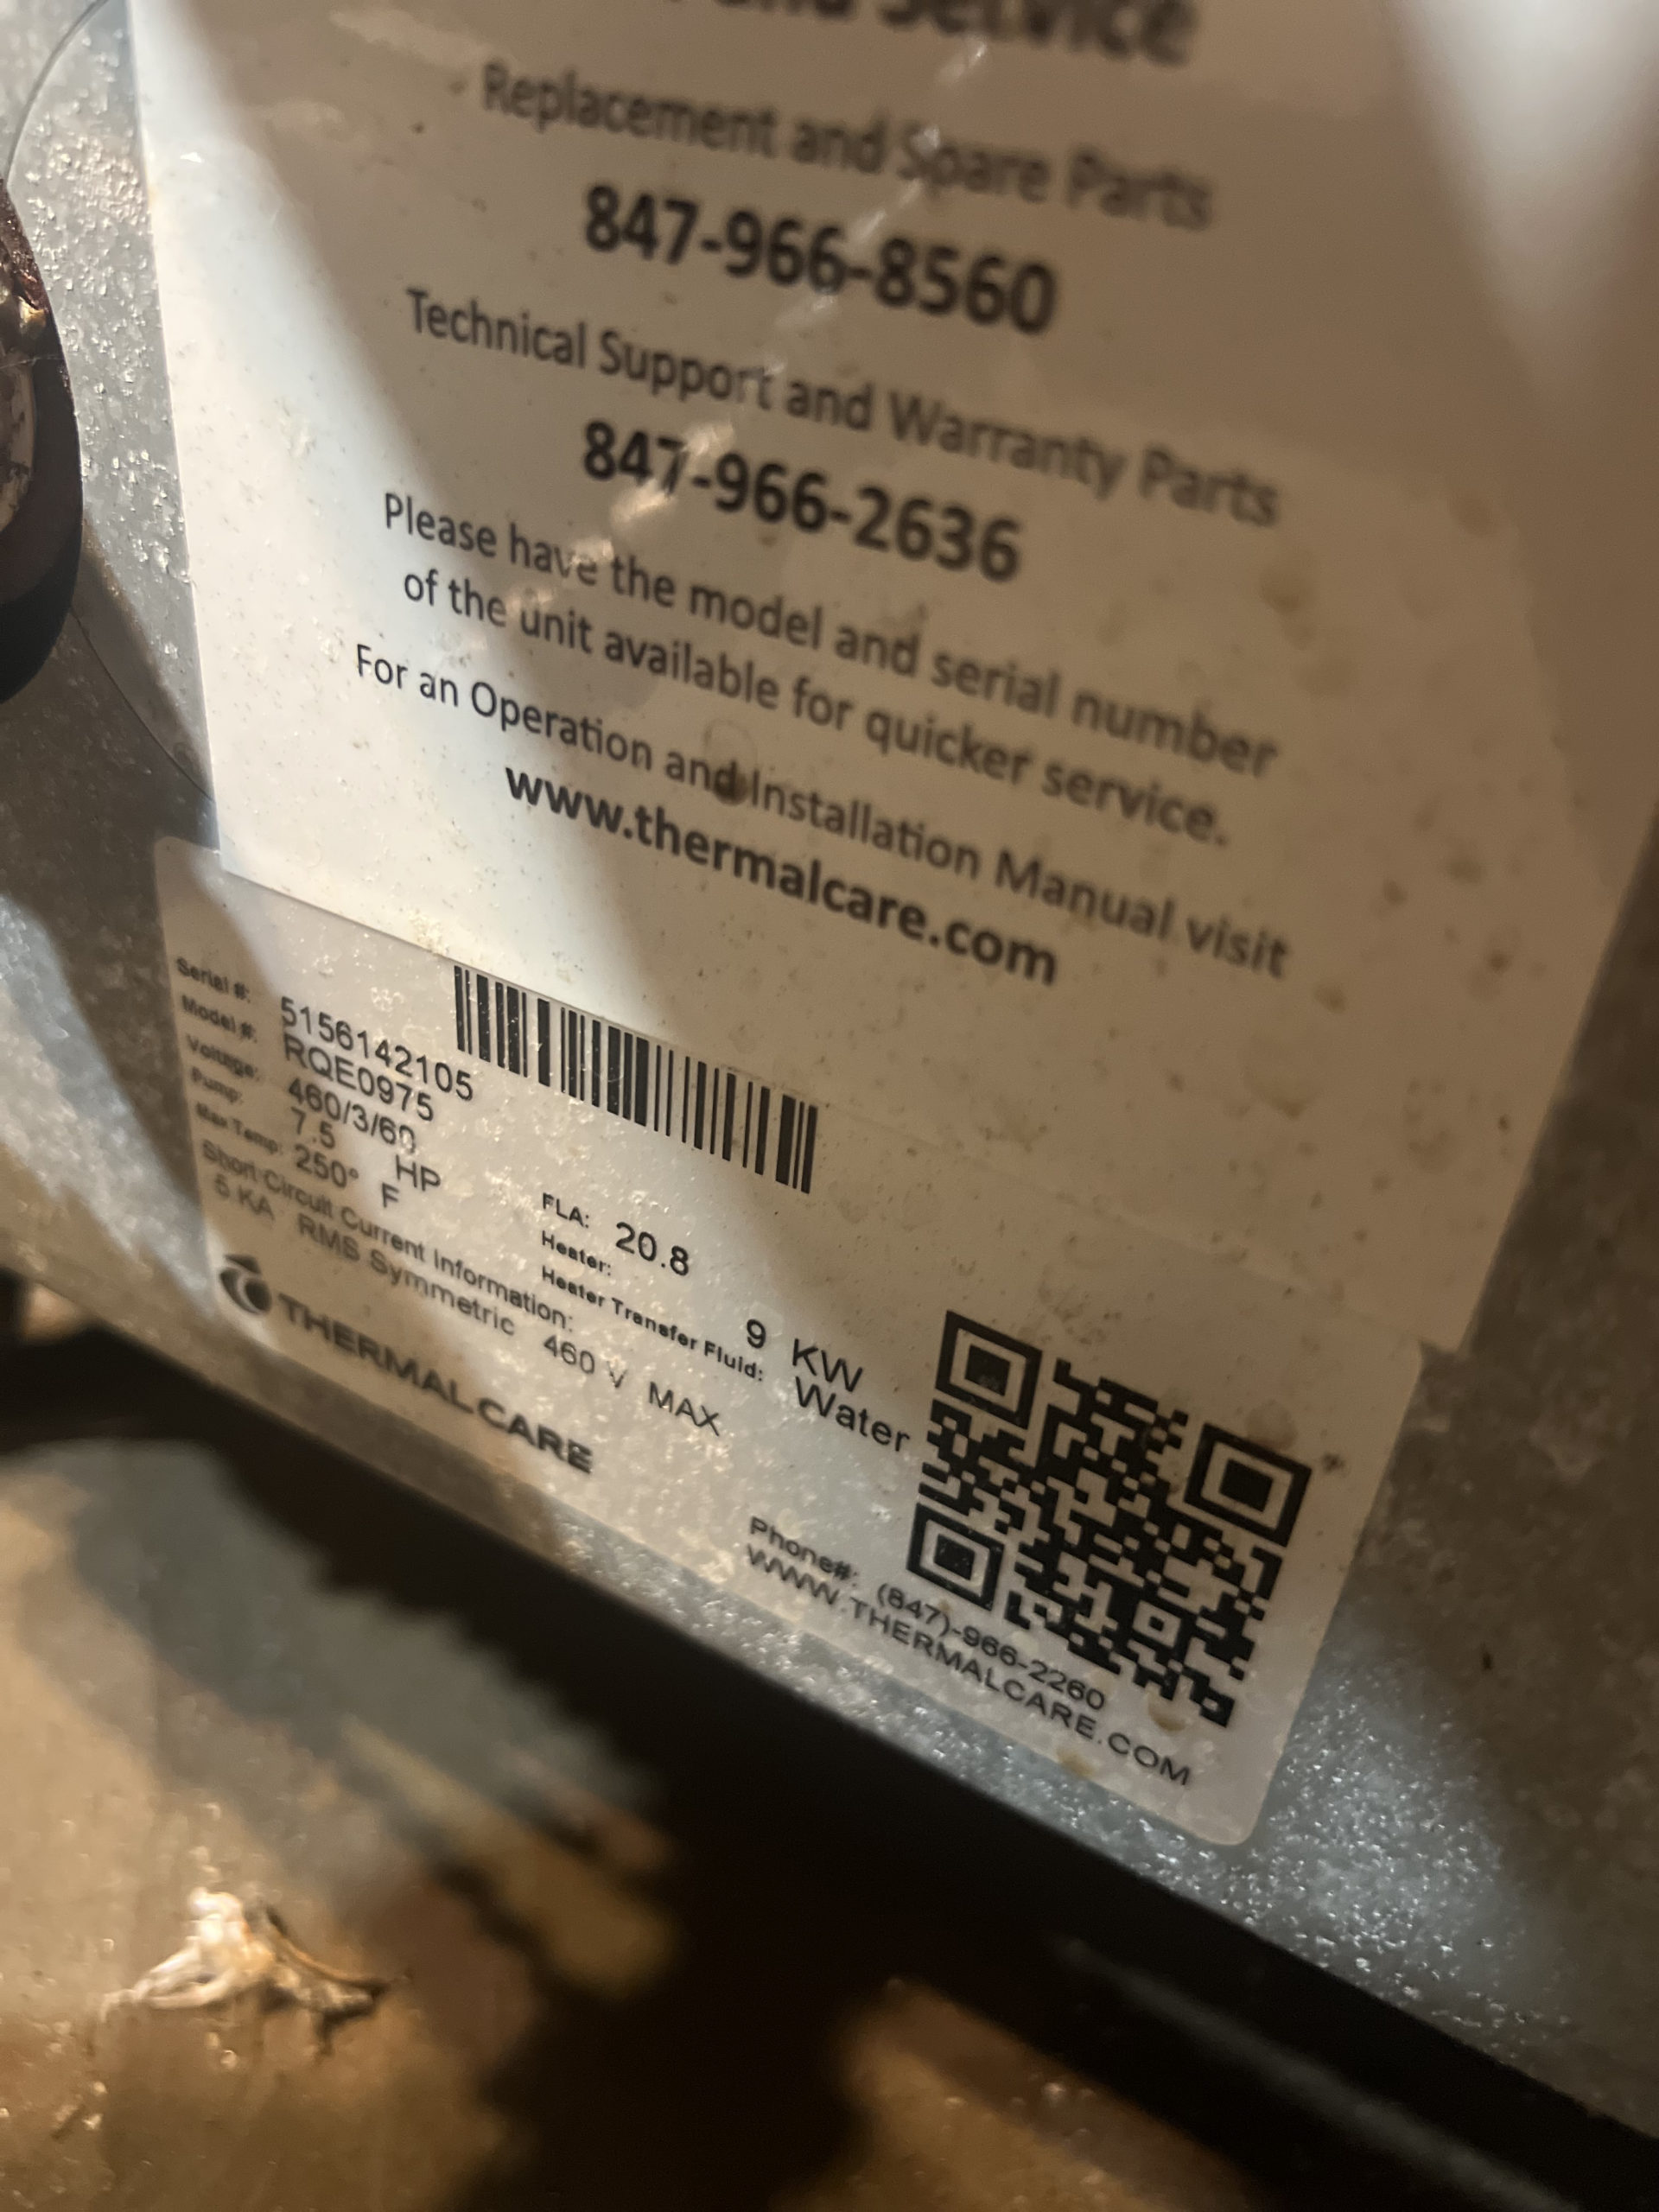 and Service
Replacement and Spare Parts
847-966-8560
Technical Support and Warranty Parts
847-966-2636
Please have the model and serial number
of the unit available for quicker service.
For an Operation and Installation Manual visit
www.thermalcare.com
Serial #: 5156142105
Model #: RQE0975
Voltage: 460/3/60
Pump: 7.5 HP FLA: 20.8
Max Temp: 250° F Heater: 9 KW
Heater Transfer Fluid: Water
Short Circuit Current Information:
5 KA RMS Symmetric 460 V MAX
THERMALCARE
Phone#: (847)-966-2260
WWW.THERMALCARE.COM